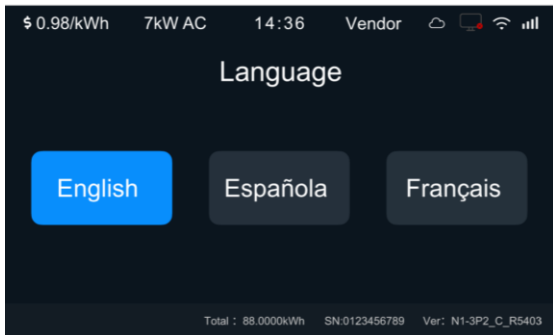 $ 0.98/kWh 7kW AC 14:36 Vendor
Language
English Española Français
Total : 88.0000kWh SN:0123456789 Ver: N1-3P2_C_R5403